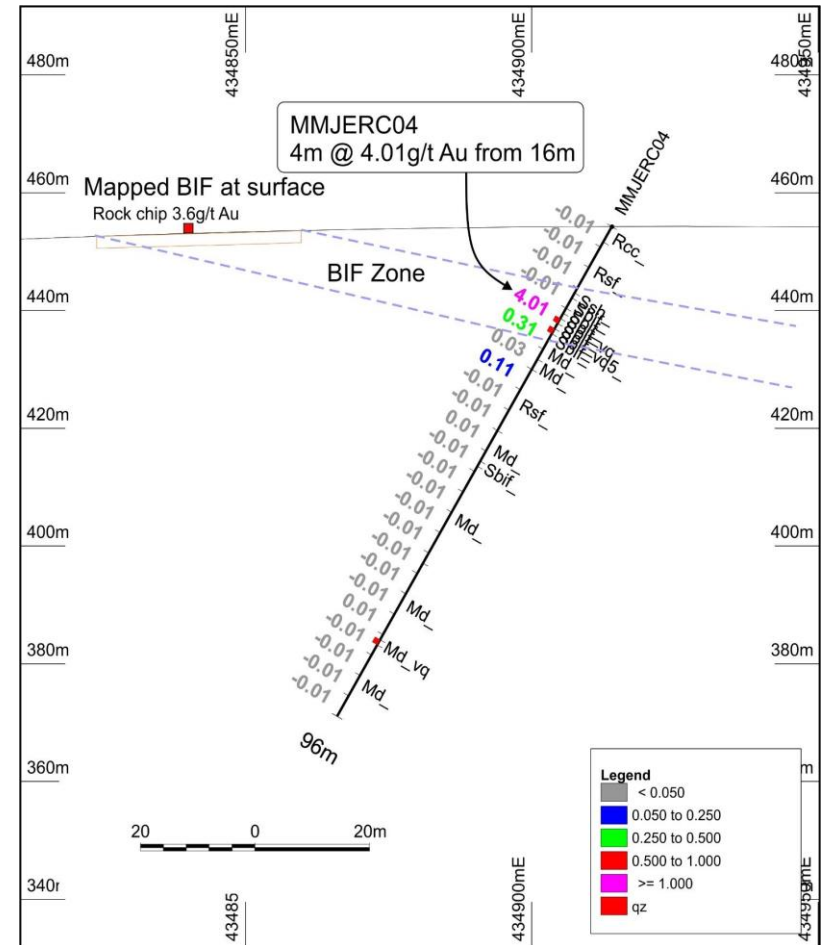 434850mE
434900mE
480m
MMJERC04
4m @ 4.01g/t Au from 16m
MMJERC04
460m
460m
Mapped BIF at surface
Rock chip 3.6g/t Au
-0.01
-0.01
-0.01
-0.01
4.01
0.31
0.03
0.11
-0.01
-0.01
0.01
-0.01
-0.01
-0.01
-0.01
-0.01
-0.01
-0.01
0.01
-0.01
-0.01
-0.01
-0.01
Rcc_
Rsf_
BIF Zone
440m
440m
vq5_
Md_
Md_
420m
420m
Rsf_
Md_
Sbif_
400m
400m
Md_
Md_
380m
380m
Md_vq
Md_
96m
360m
Legend
< 0.050
0.050 to 0.250
0.250 to 0.500
0.500 to 1.000
>= 1.000
qz
20 0 20m
43485
434900mE